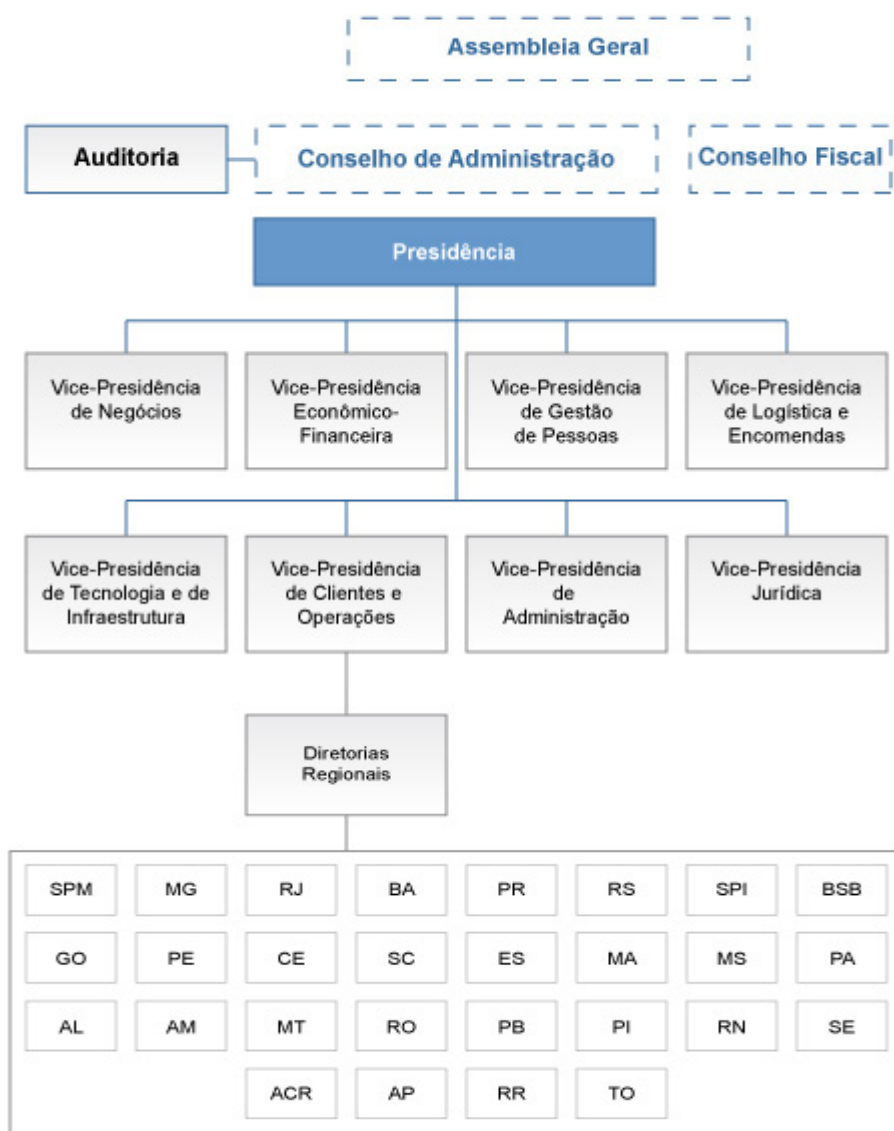 Assembleia Geral
Auditoria
Conselho de Administração
Conselho Fiscal
Presidência
Vice-Presidência
de Negócios
Vice-Presidência
Econômico-
Financeira
Vice-Presidência
de Gestão
de Pessoas
Vice-Presidência
de Logística e
Encomendas
Vice-Presidência
de Tecnologia e de
Infraestrutura
Vice-Presidência
de Clientes e
Operações
Vice-Presidência
de
Administração
Vice-Presidência
Jurídica
Diretorias
Regionais
SPM MG RJ BA PR RS SPI BSB
GO PE CE SC ES MA MS PA
AL AM MT RO PB PI RN SE
ACR AP RR TO